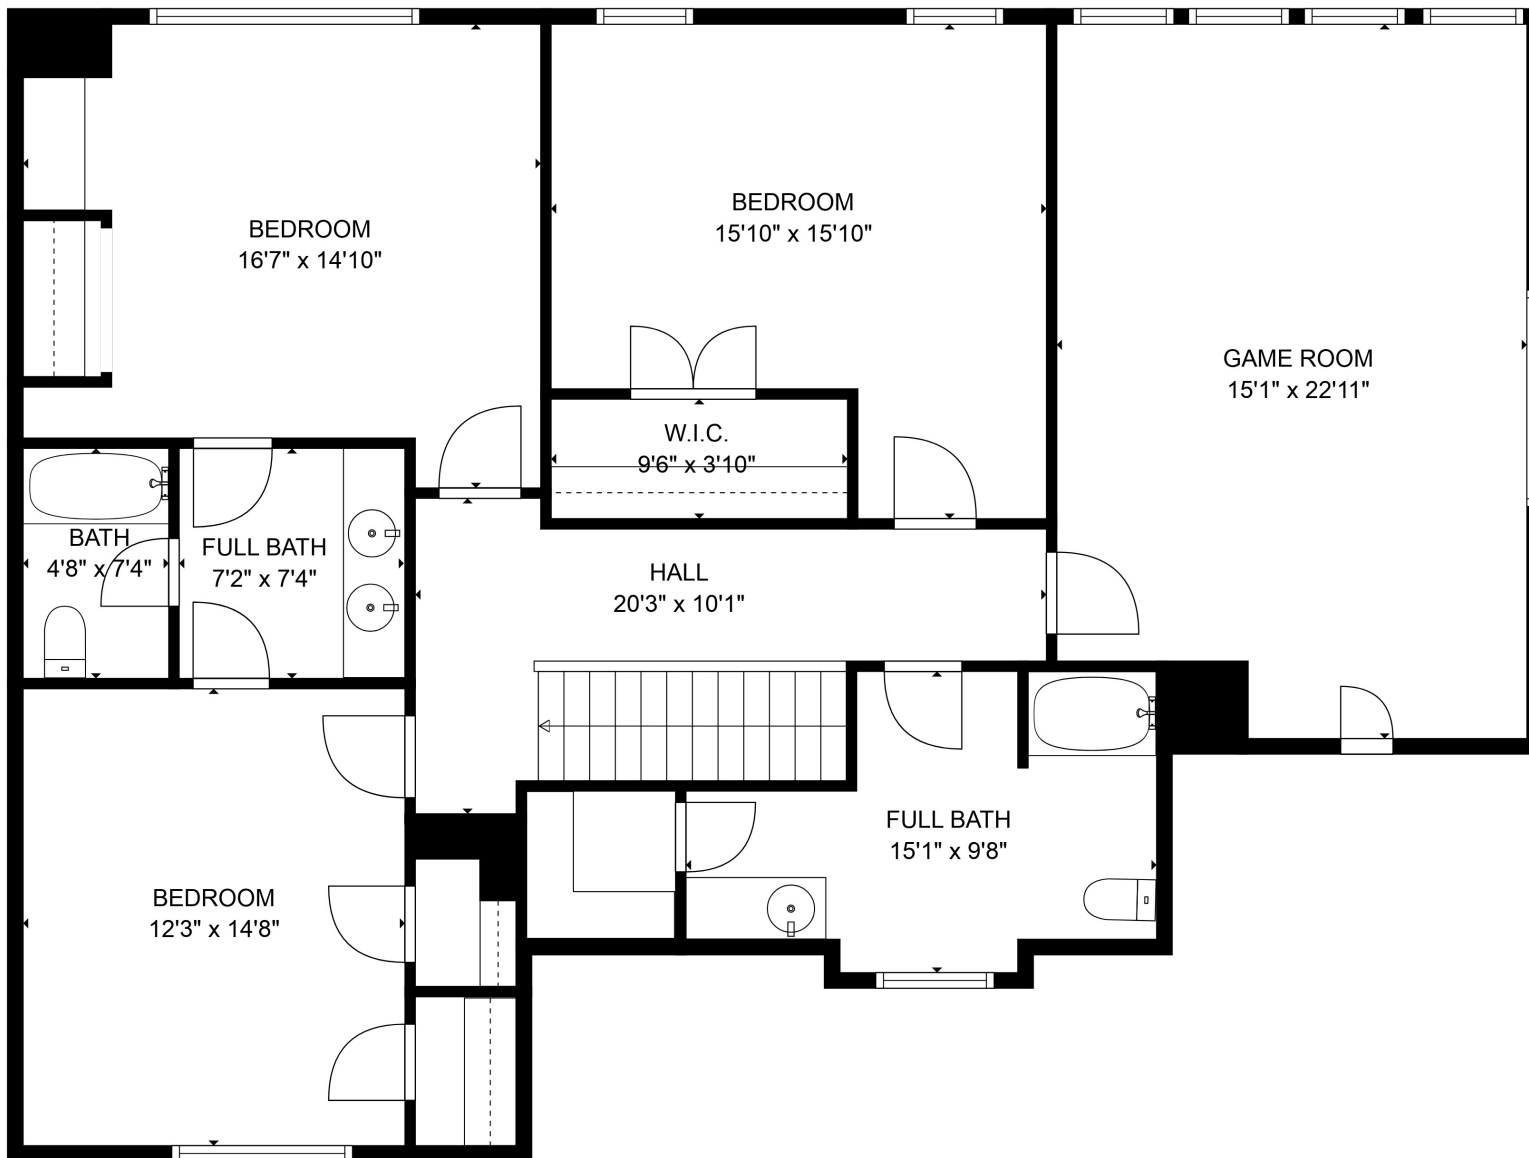 BEDROOM
16'7" x 14'10"
BEDROOM
15'10" x 15'10"
GAME ROOM
15'1" x 22'11"
W.I.C.
9'6" x 3'10"
BATH
4'8" x 7'4"
FULL BATH
7'2" x 7'4"
HALL
20'3" x 10'1"
FULL BATH
15'1" x 9'8"
BEDROOM
12'3" x 14'8"